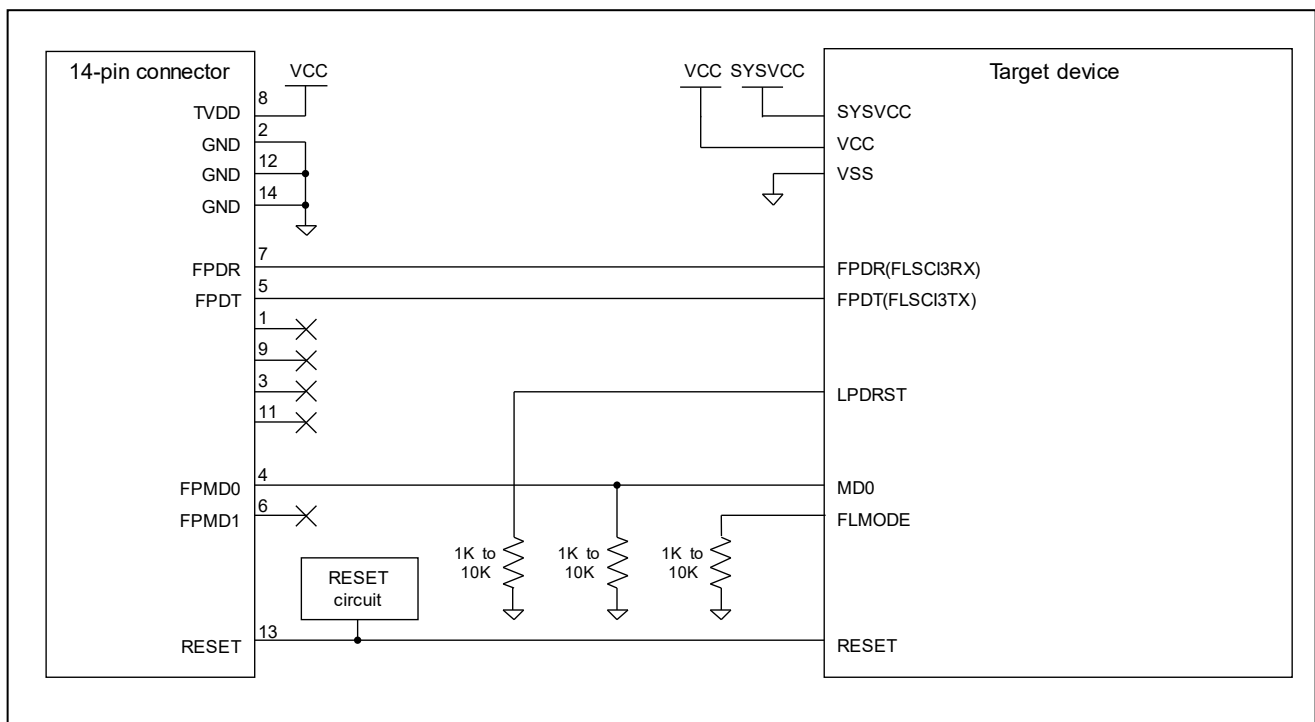 14-pin connector
VCC
VCC
SYSVCC
Target device
8
TVDD
SYSVCC
2
GND
VCC
12
GND
VSS
14
GND
7
FPDR
FPDR(FLSCI3RX)
5
FPDT
FPDT(FLSCI3TX)
1
9
3
LPDRST
11
4
FPMD0
MD0
6
FPMD1
FLMODE
1K to
10K
1K to
10K
1K to
10K
RESET
circuit
13
RESET
RESET